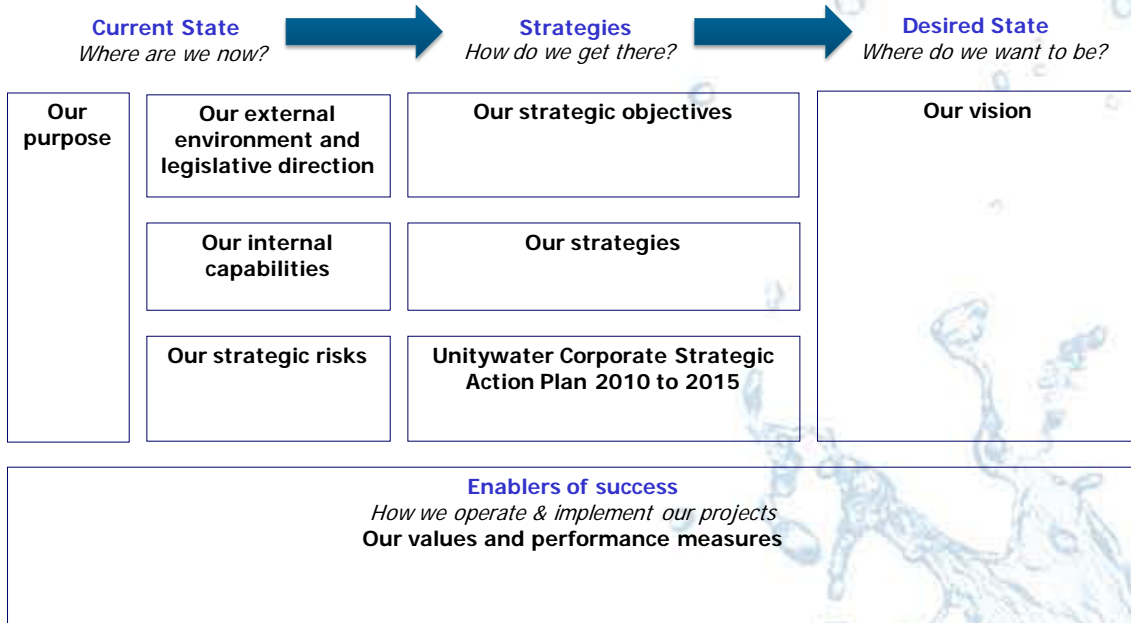 Current State
Where are we now?
Strategies
How do we get there?
Desired State
Where do we want to be?
Our
purpose
Our external
environment and
legislative direction
Our internal
capabilities
Our strategic risks
Our strategic objectives
Our strategies
Unitywater Corporate Strategic
Action Plan 2010 to 2015
Our vision
Enablers of success
How we operate & implement our projects
Our values and performance measures